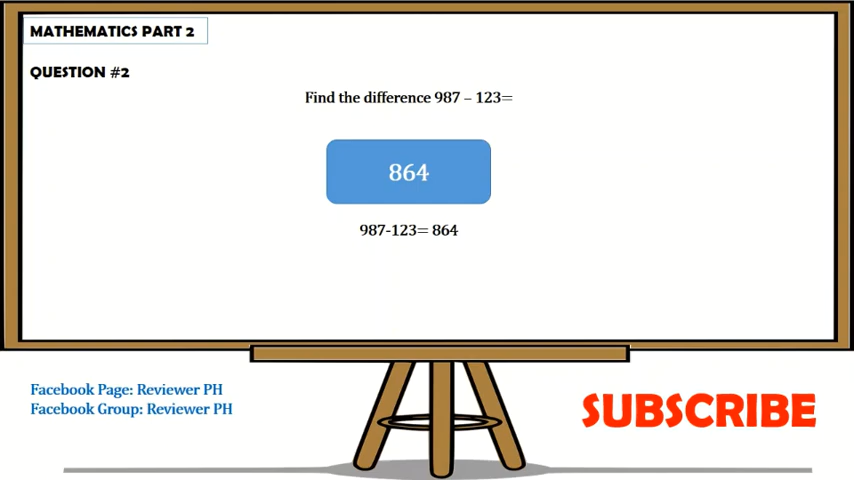 MATHEMATICS PART 2
QUESTION #2
Find the difference 987 – 123=
864
987-123= 864
Facebook Page: Reviewer PH
Facebook Group: Reviewer PH
SUBSCRIBE